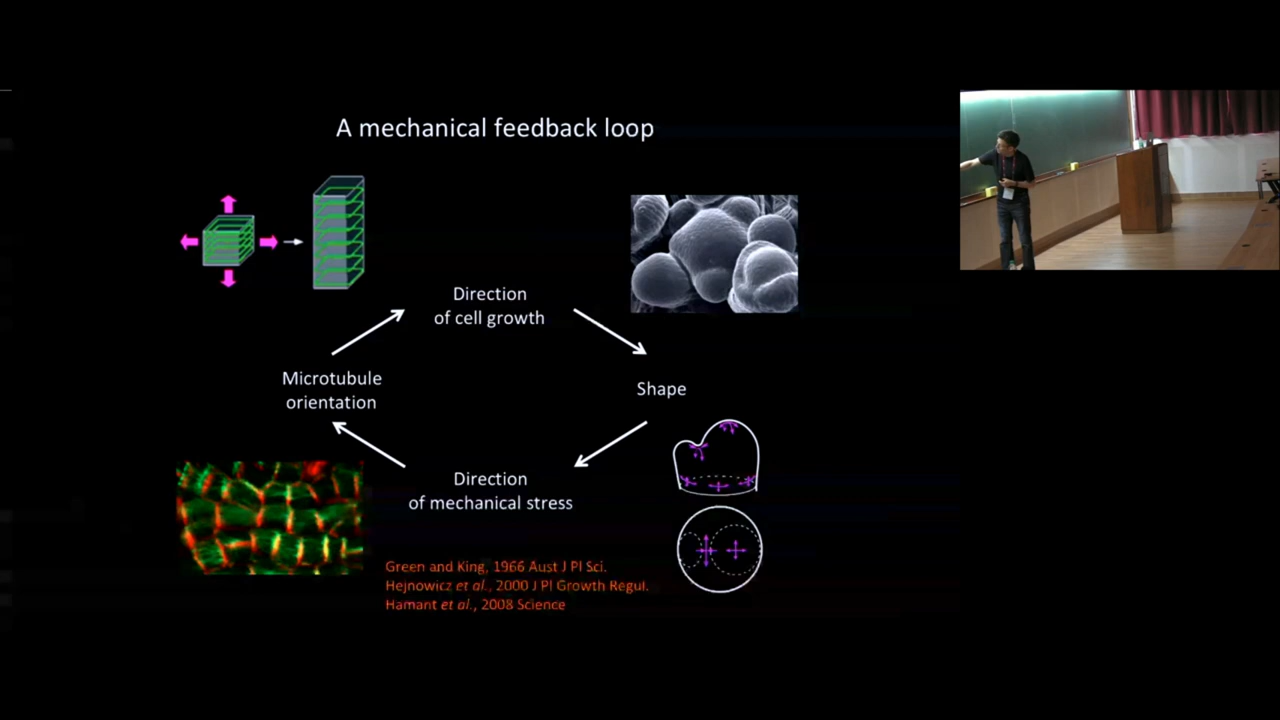 A mechanical feedback loop
Direction
of cell growth
Microtubule
orientation
Shape
Direction
of mechanical stress
Green and King, 1966 Aust J Pl Sci.
Hejnowicz et al., 2000 J Pl Growth Regul.
Hamant et al., 2008 Science